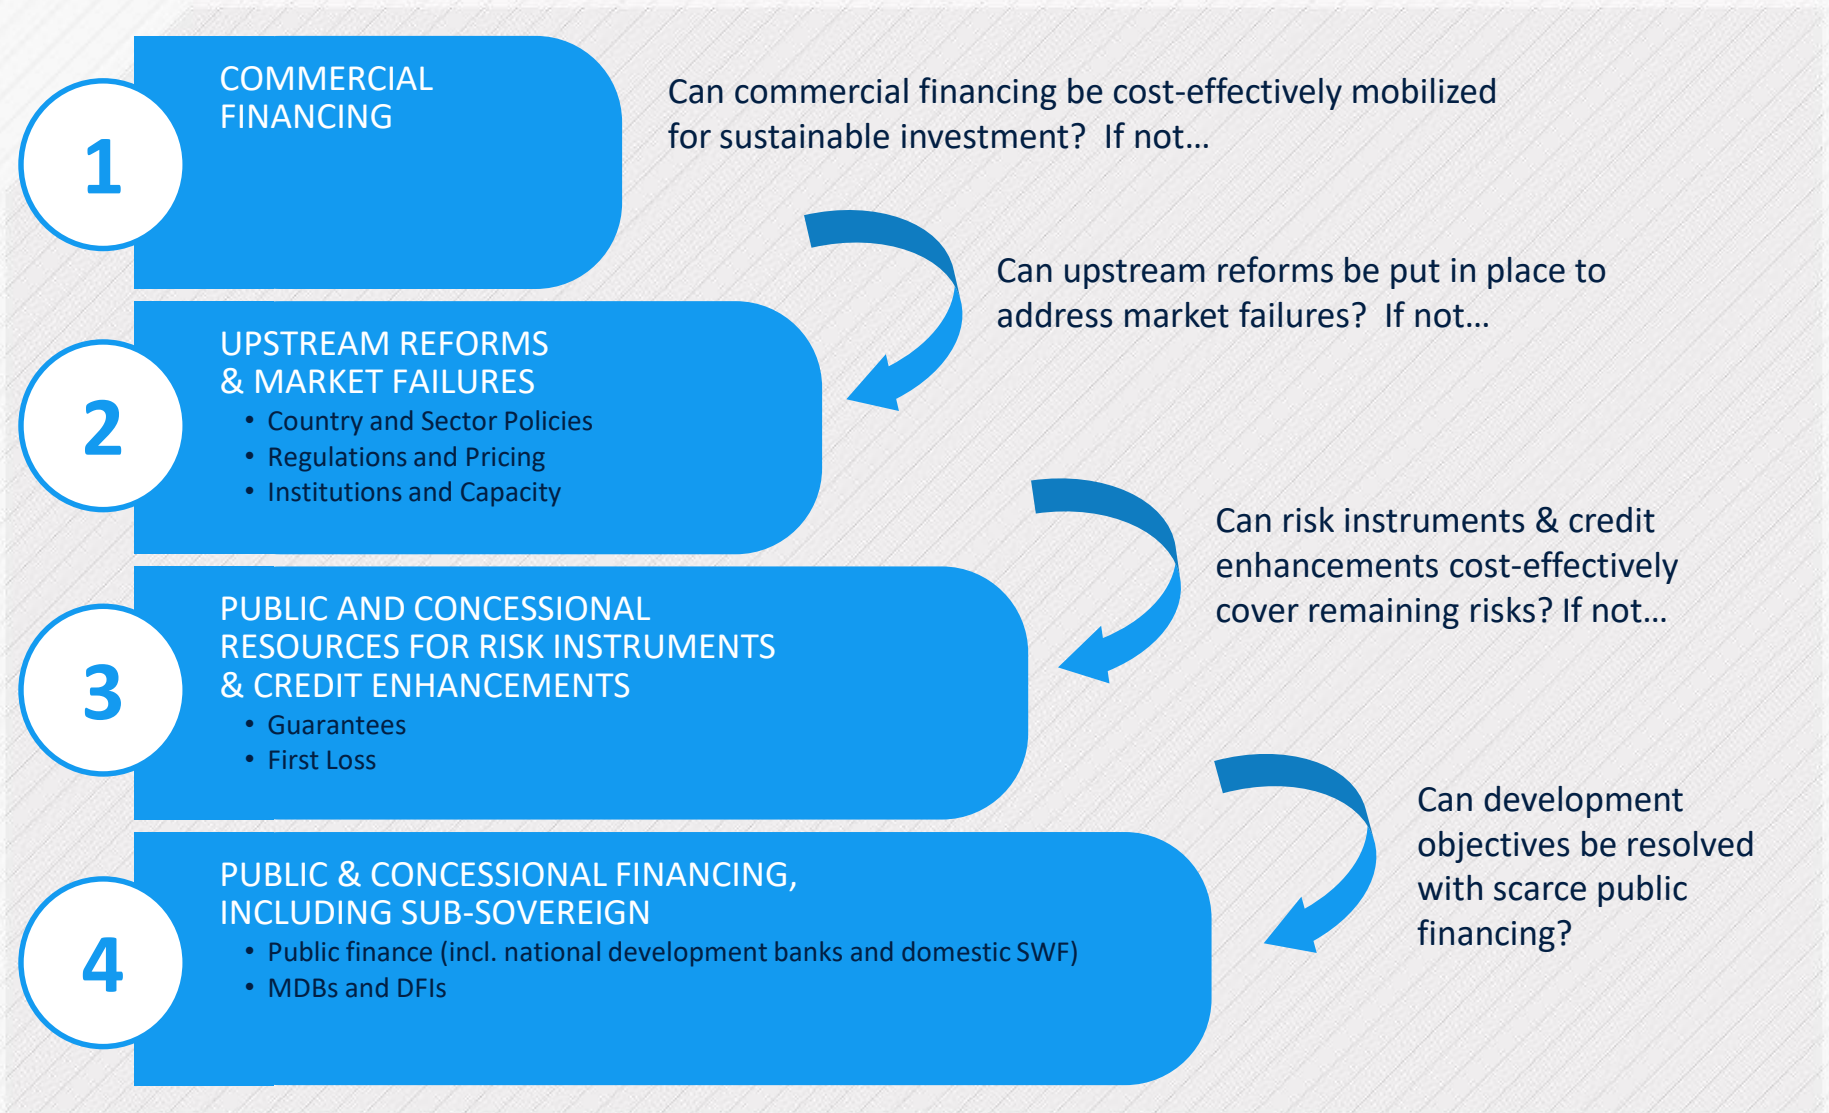 1
COMMERCIAL
FINANCING
Can commercial financing be cost-effectively mobilized
for sustainable investment?  If not…
Can upstream reforms be put in place to
address market failures?  If not…
2
UPSTREAM REFORMS
& MARKET FAILURES
• Country and Sector Policies
• Regulations and Pricing
• Institutions and Capacity
Can risk instruments & credit
enhancements cost-effectively
cover remaining risks? If not…
3
PUBLIC AND CONCESSIONAL
RESOURCES FOR RISK INSTRUMENTS
& CREDIT ENHANCEMENTS
• Guarantees
• First Loss
Can development
objectives be resolved
with scarce public
financing?
4
PUBLIC & CONCESSIONAL FINANCING,
INCLUDING SUB-SOVEREIGN
• Public finance (incl. national development banks and domestic SWF)
• MDBs and DFIs